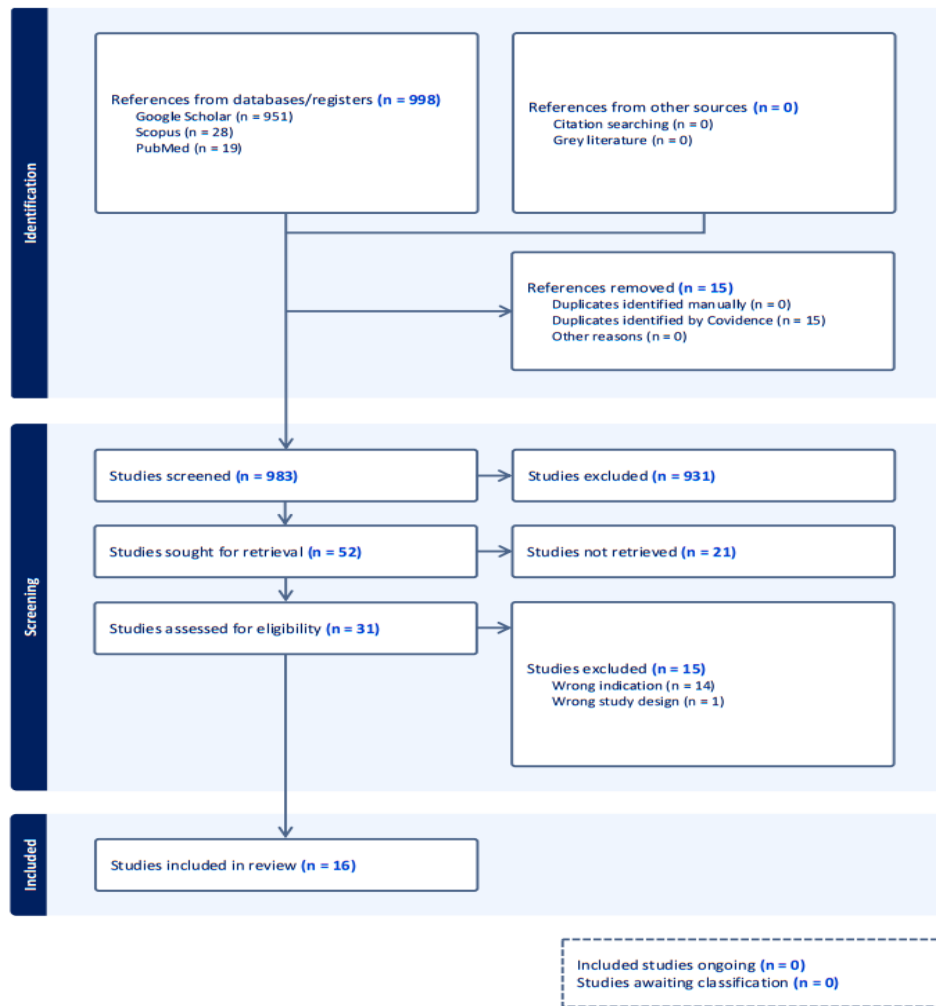 Identification
References from databases/registers (n = 998)
Google Scholar (n = 951)
Scopus (n = 28)
PubMed (n = 19)
References from other sources (n = 0)
Citation searching (n = 0)
Grey literature (n = 0)
References removed (n = 15)
Duplicates identified manually (n = 0)
Duplicates identified by Covidence (n = 15)
Other reasons (n = 0)
Screening
Studies screened (n = 983)
Studies excluded (n = 931)
Studies sought for retrieval (n = 52)
Studies not retrieved (n = 21)
Studies assessed for eligibility (n = 31)
Studies excluded (n = 15)
Wrong indication (n = 14)
Wrong study design (n = 1)
Included
Studies included in review (n = 16)
Included studies ongoing (n = 0)
Studies awaiting classification (n = 0)